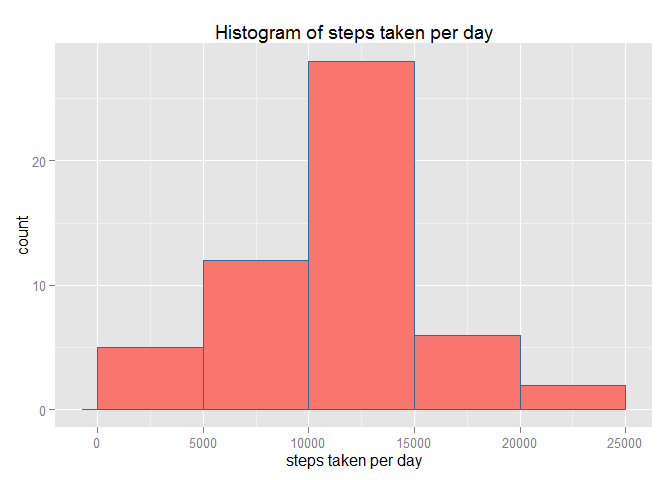 Histogram of steps taken per day
20
10
0
count
0 5000 10000 15000 20000 25000
steps taken per day